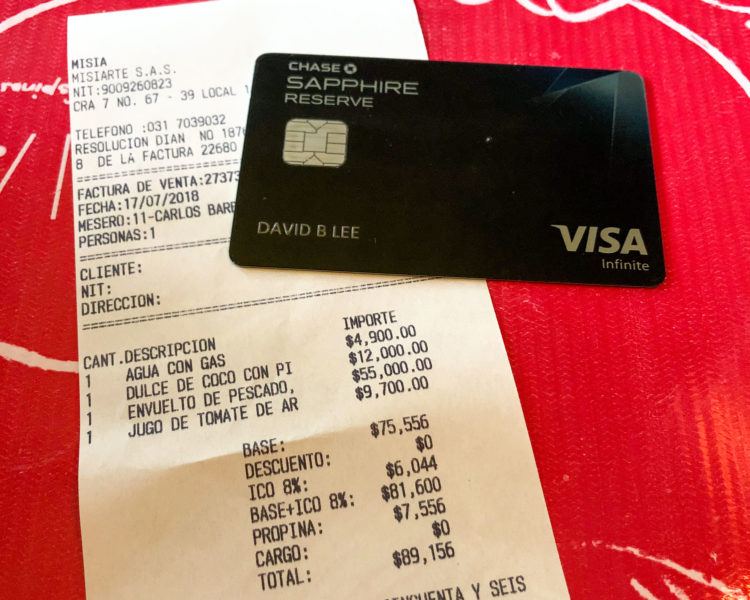 MISIA
MISIARTE S.A.S.
NIT:9009260823
CRA 7 NO. 67 - 39 LOCAL
TELEFONO :031 7039032
RESOLUCION DIAN NO
8 DE LA FACTURA 22680
FACTURA DE VENTA:27373
FECHA:17/07/2018
MESERO:11-CARLOS
PERSONAS:1
CLIENTE:
NIT:
DIRECCION:
CANT.DESCRIPCION IMPORTE
1 AGUA CON GAS $4,900.00
1 DULCE DE COCO CON PI $12,000.00
1 ENVUELTO DE PESCADO, $55,000.00
1 JUGO DE TOMATE DE AR $9,700.00
BASE: $75,556
DESCUENTO: $0
ICO 8%: $6,044
BASE+ICO 8%: $81,600
PROPINA: $7,556
CARGO: $0
TOTAL: $89,156
Y SEIS
CHASE
SAPPHIRE
RESERVE
DAVID B LEE
VISA
Infinite